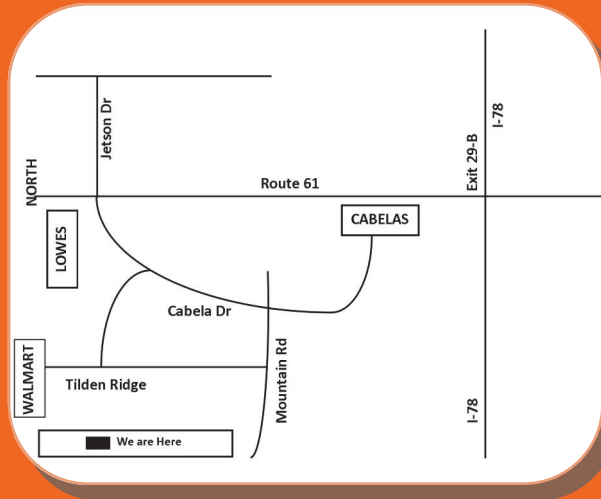 I-78
Jetson Dr
Exit 29-B
NORTH
Route 61
CABELAS
LOWES
Cabela Dr
WALMART
Tilden Ridge
Mountain Rd
I-78
We are Here